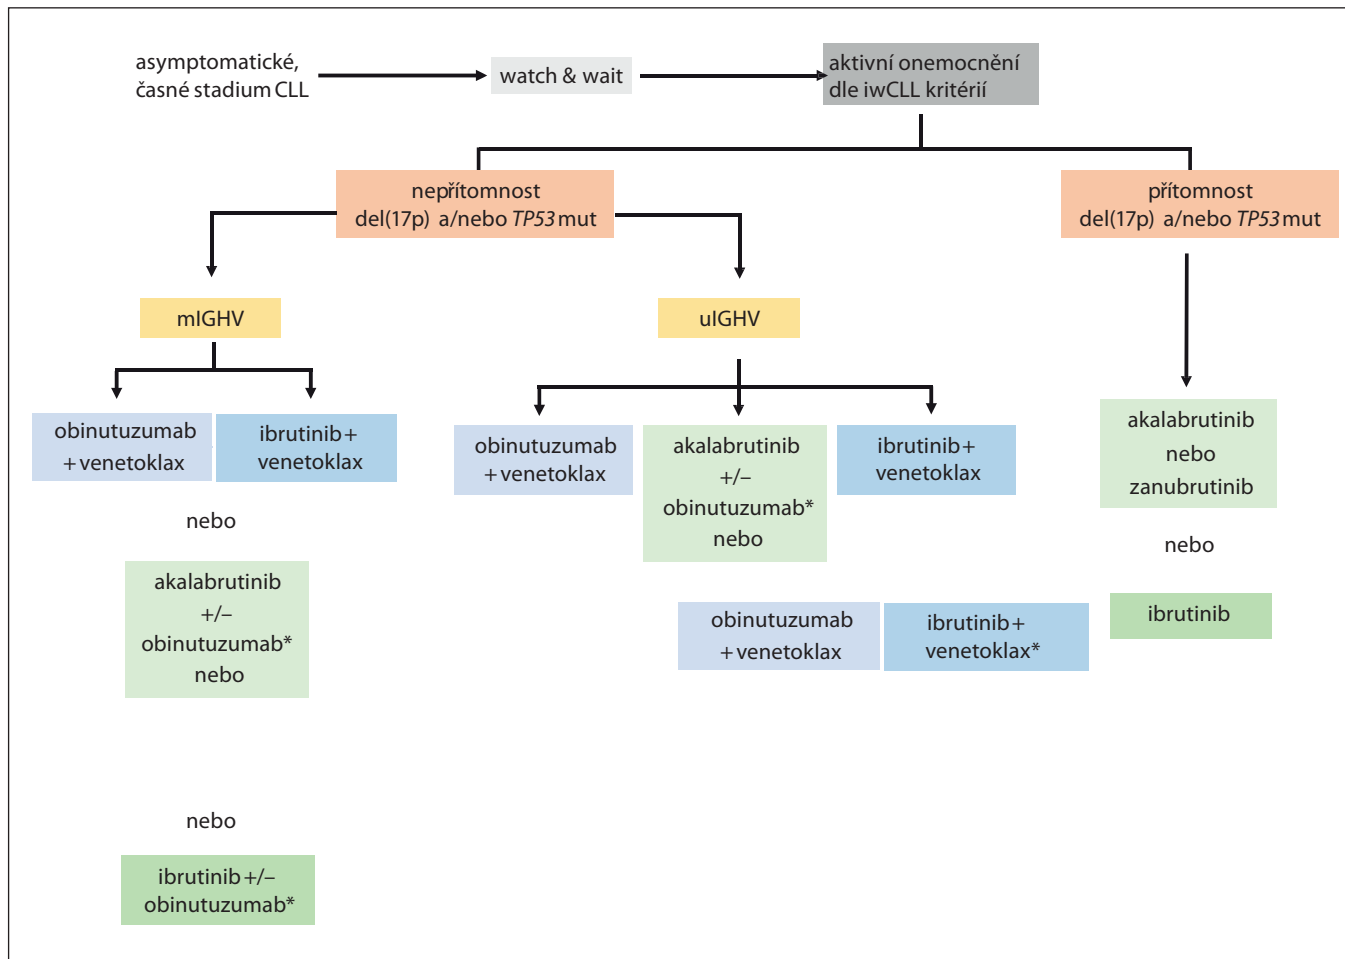 asymptomatické,
časné stadium CLL
watch & wait
aktivní onemocnění
dle iwCLL kritérií
nepřítomnost
del(17p) a/nebo TP53 mut
přítomnost
del(17p) a/nebo TP53 mut
mIGHV
uIGHV
obinutuzumab
+ venetoklax
ibrutinib +
venetoklax
nebo
akalabrutinib
+/–
obinutuzumab*
nebo
nebo
ibrutinib +/–
obinutuzumab*
obinutuzumab
+ venetoklax
akalabrutinib
+/–
obinutuzumab*
nebo
ibrutinib +
venetoklax
obinutuzumab
+ venetoklax
ibrutinib +
venetoklax*
akalabrutinib
nebo
zanubrutinib
nebo
ibrutinib